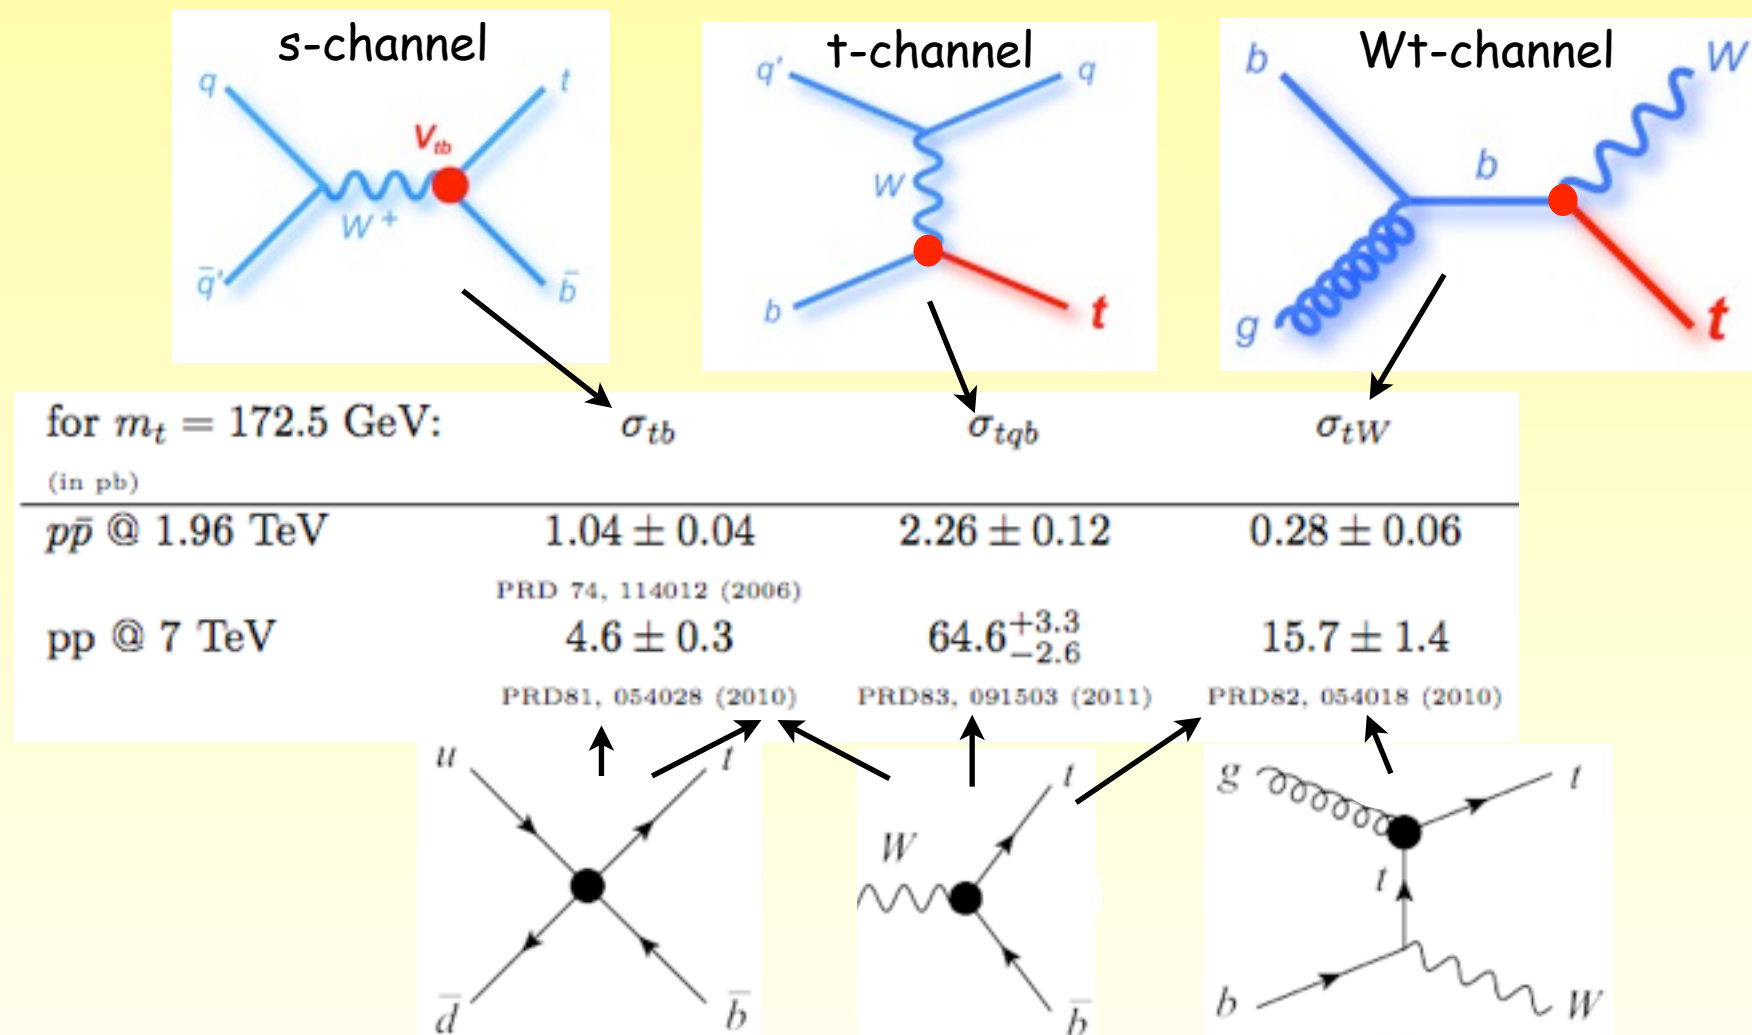 s-channel
t-channel
Wt-channel
q
t
V_tb
W +
q̄'
b̄
q'
q
W
b
t
b
W
b
g
t
for m_t = 172.5 GeV:
σ_tb
σ_tqb
σ_tW
(in pb)
pp̄ @ 1.96 TeV
1.04 ± 0.04
2.26 ± 0.12
0.28 ± 0.06
PRD 74, 114012 (2006)
pp @ 7 TeV
4.6 ± 0.3
64.6 +3.3 −2.6
15.7 ± 1.4
PRD81, 054028 (2010)
PRD83, 091503 (2011)
PRD82, 054018 (2010)
u
t
d̄
b̄
W
t
b̄
g
t
t
b
W